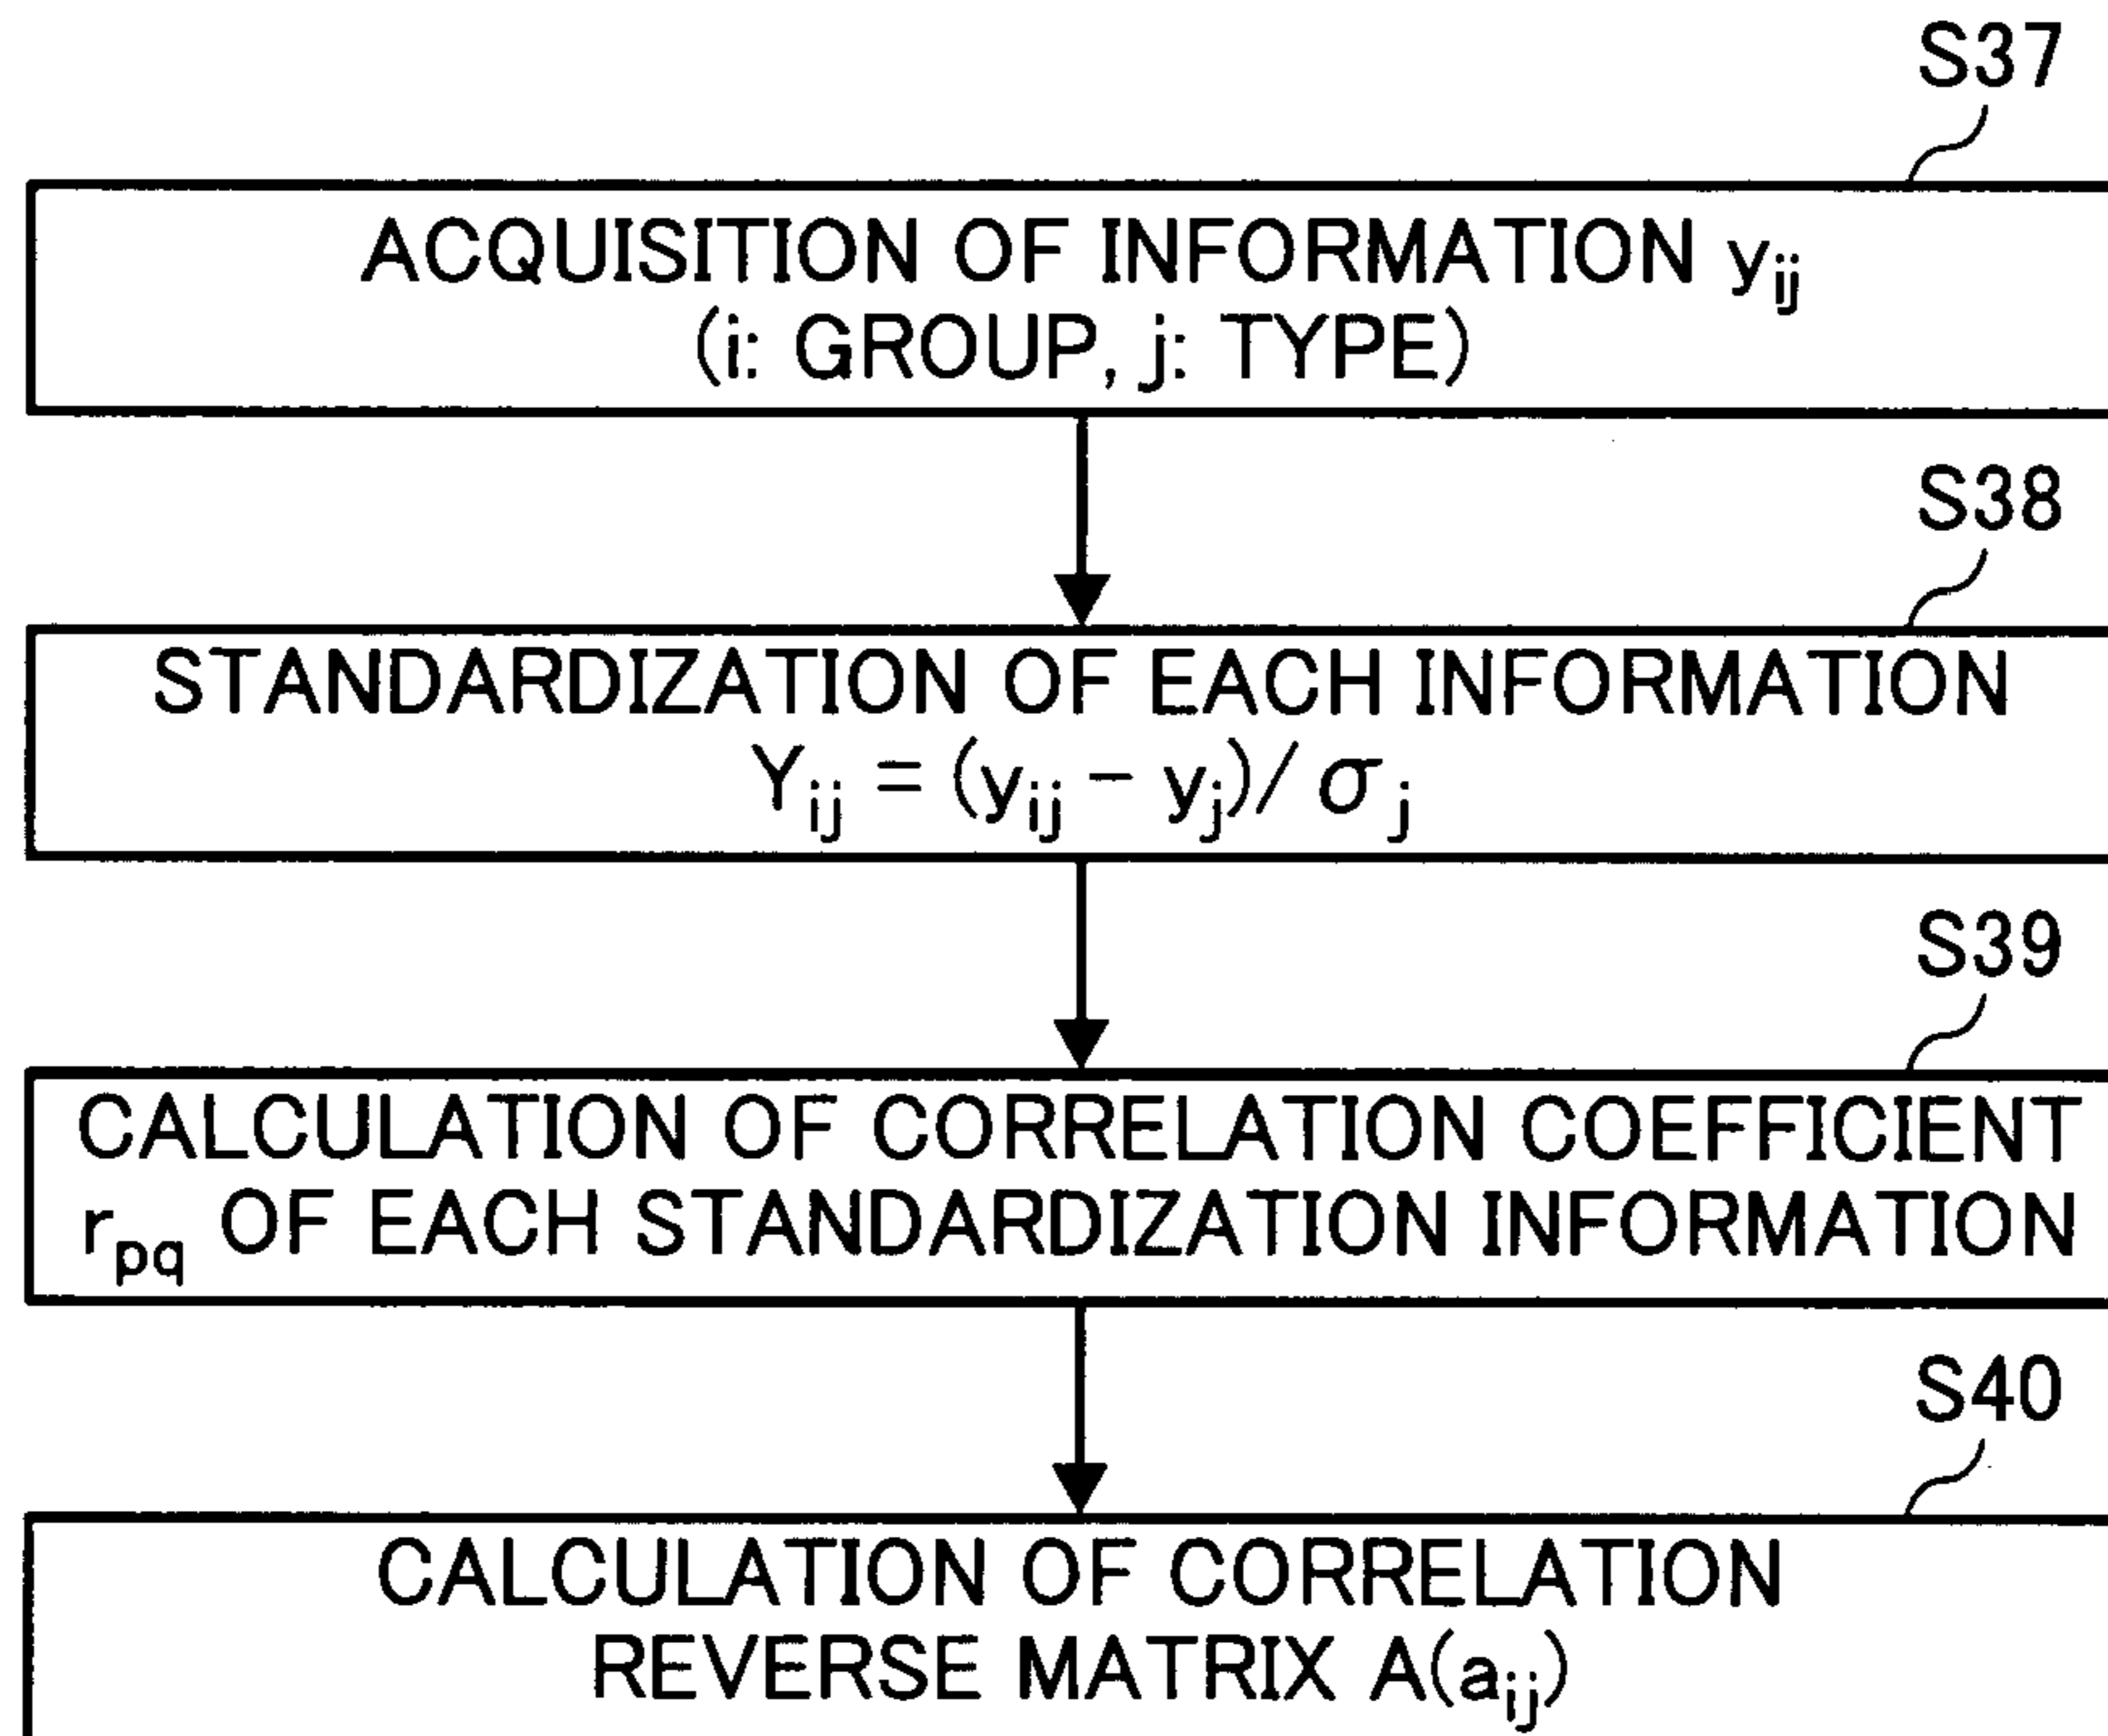 S37
ACQUISITION OF INFORMATION yij
(i: GROUP, j: TYPE)
S38
STANDARDIZATION OF EACH INFORMATION
Yij = (yij − yj)/ σj
S39
CALCULATION OF CORRELATION COEFFICIENT
rpq OF EACH STANDARDIZATION INFORMATION
S40
CALCULATION OF CORRELATION
REVERSE MATRIX A(aij)